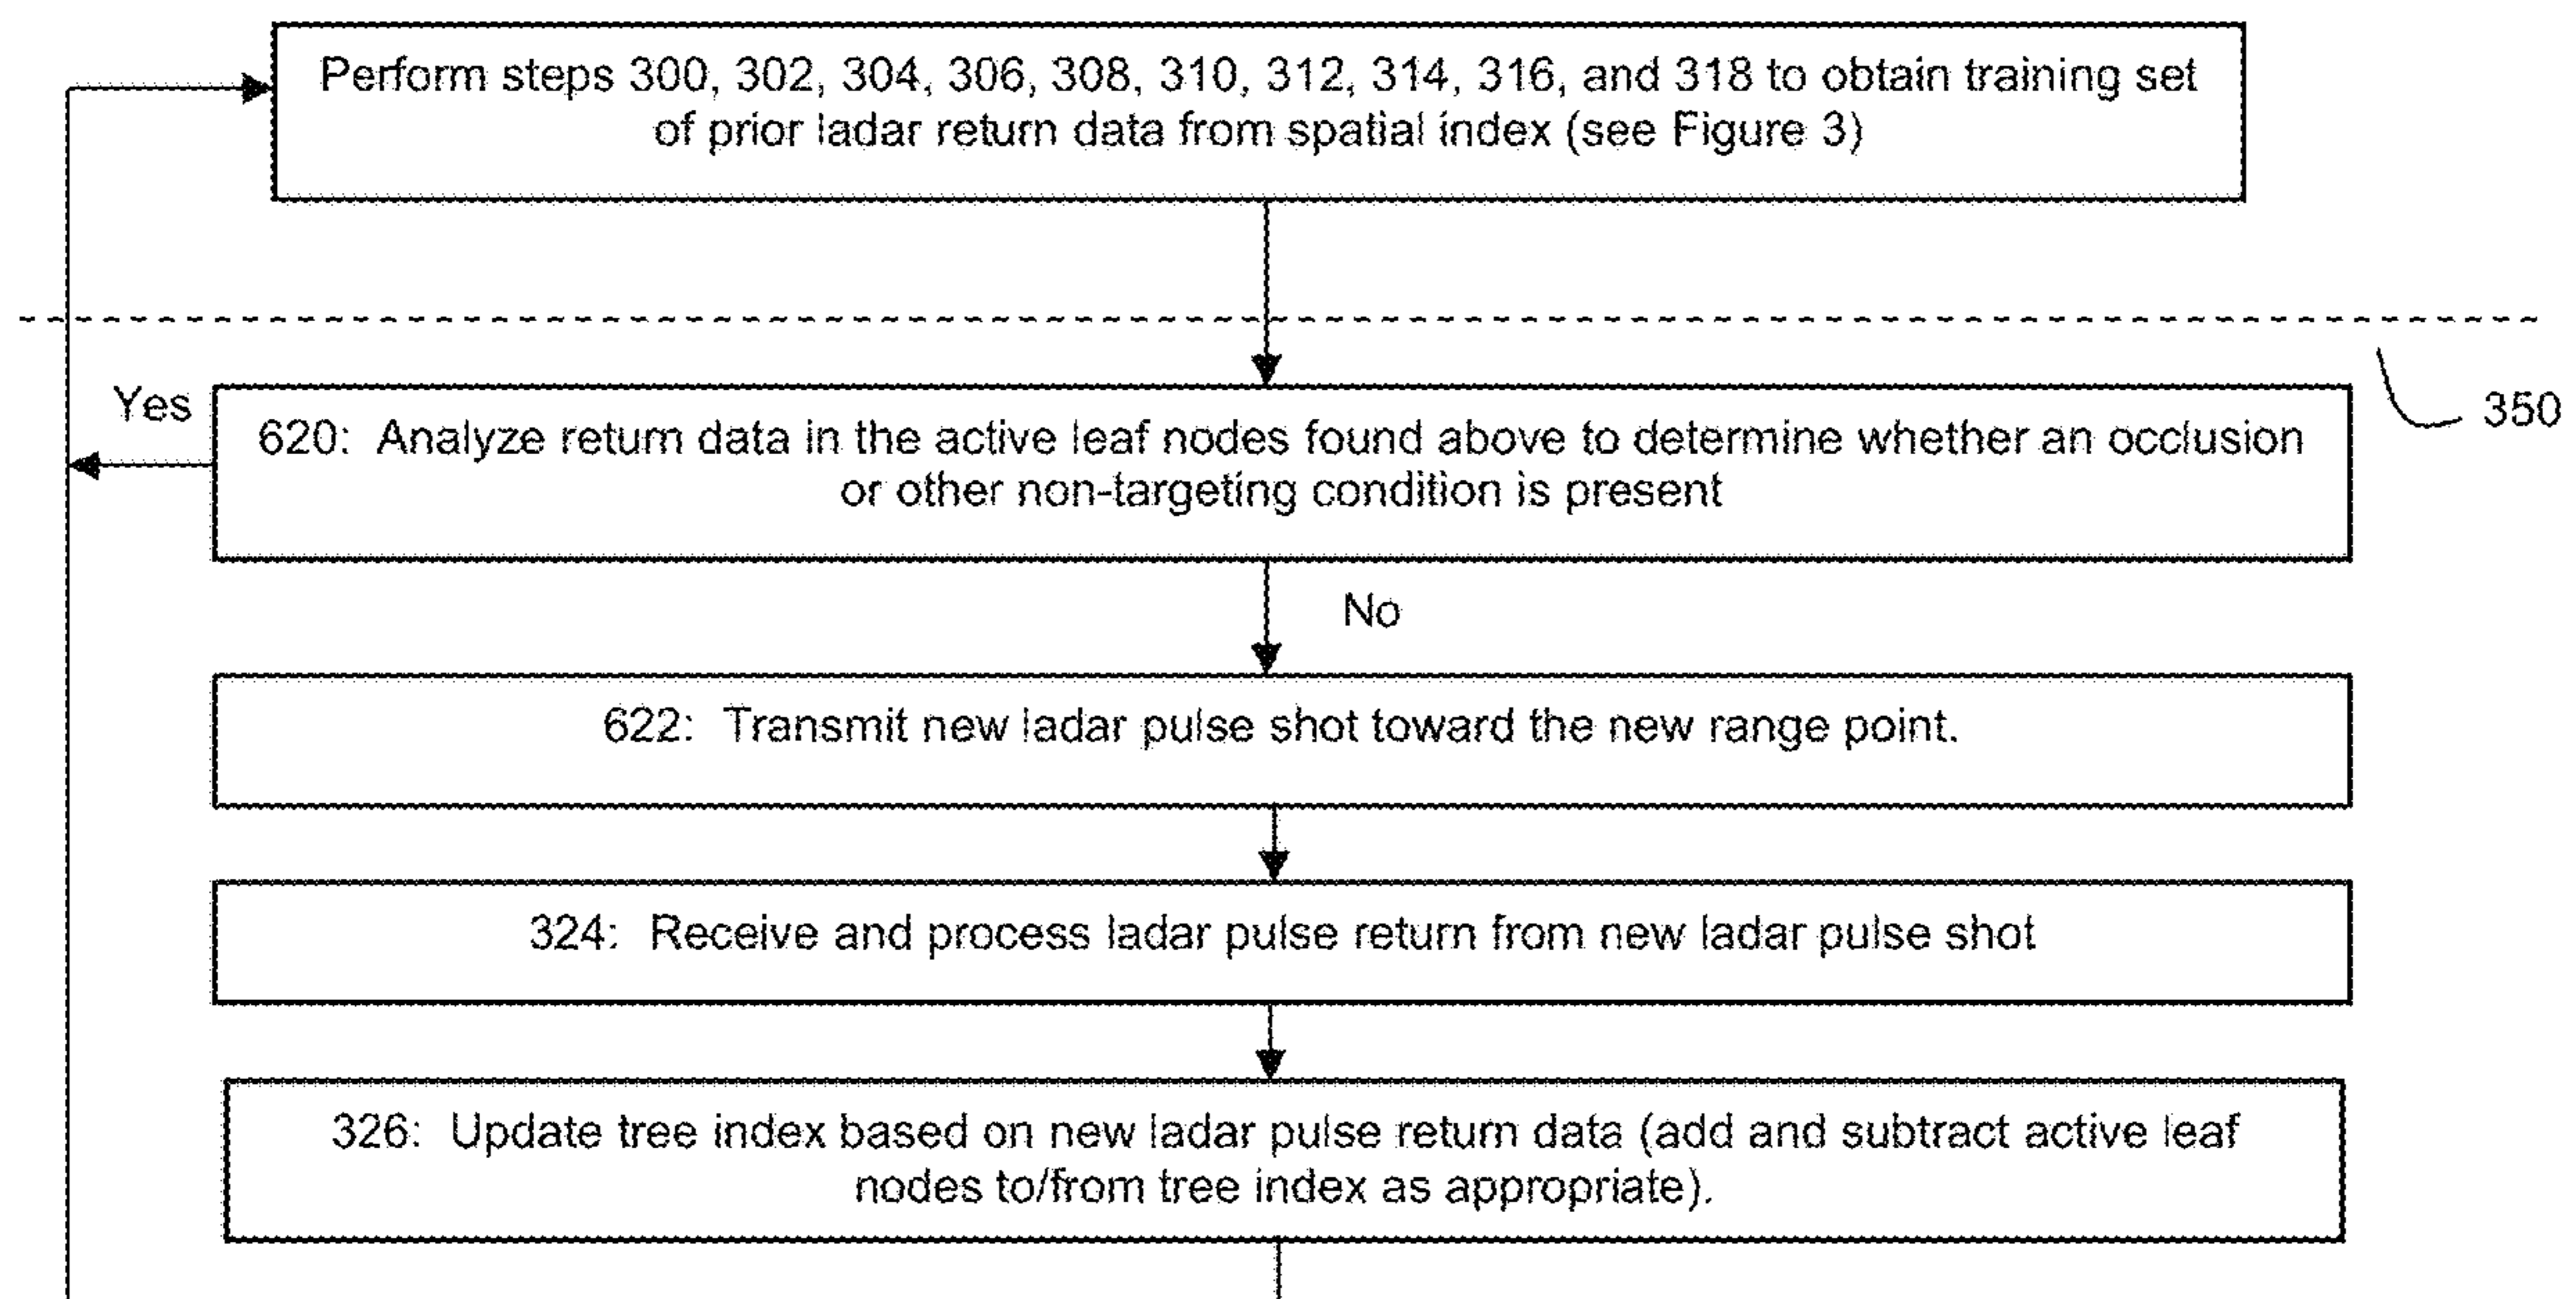 Perform steps 300, 302, 304, 306, 308, 310, 312, 314, 316, and 318 to obtain training set
of prior ladar return data from spatial index (see Figure 3)
350
Yes
620: Analyze return data in the active leaf nodes found above to determine whether an occlusion
or other non-targeting condition is present
No
622: Transmit new ladar pulse shot toward the new range point.
324: Receive and process ladar pulse return from new ladar pulse shot
326: Update tree index based on new ladar pulse return data (add and subtract active leaf
nodes to/from tree index as appropriate).